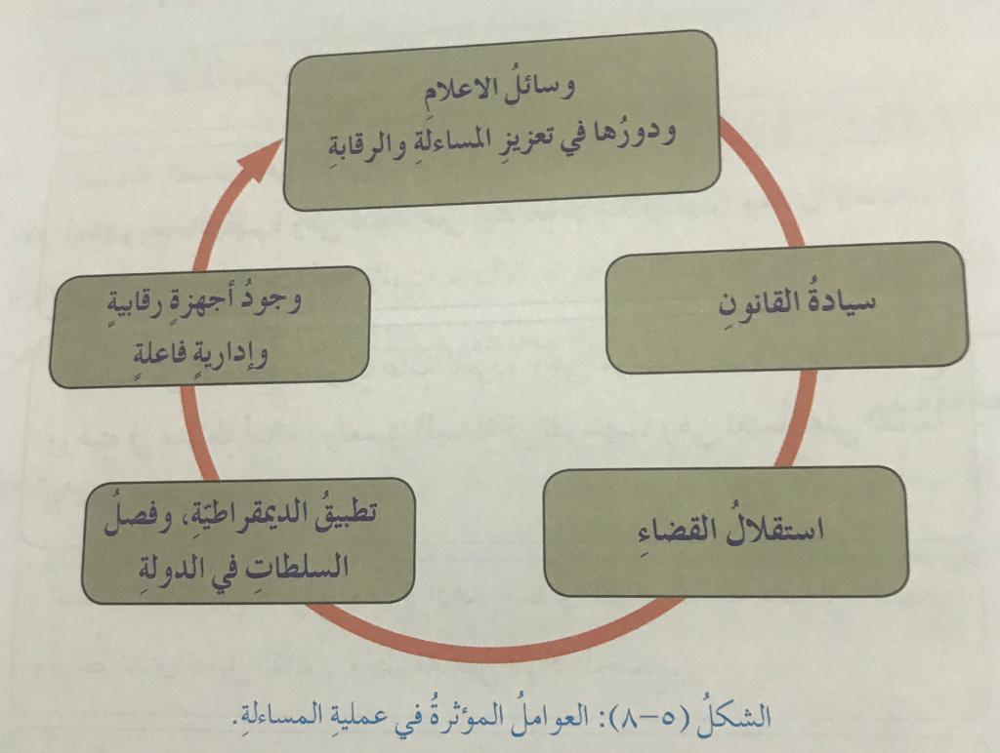 وسائلُ الاعلامِ
ودورُها في تعزيزِ المساءلةِ والرقابةِ
سيادةُ القانونِ
استقلالُ القضاءِ
تطبيقُ الديمقراطيّةِ، وفصلُ
السلطاتِ في الدولةِ
وجودُ أجهزةٍ رقابيةٍ
وإداريةٍ فاعلةٍ
الشكلُ (٥-٨): العواملُ المؤثرةُ في عمليةِ المساءلةِ.